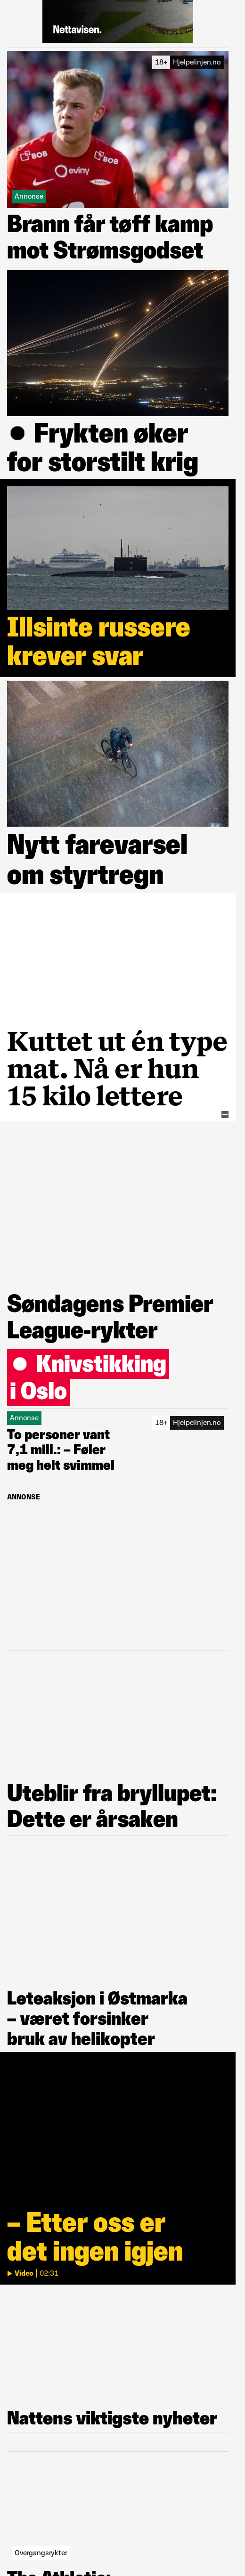 Nettavisen.
18+ Hjelpelinjen.no
BOB
BOB
eviny
Annonse
Brann får tøff kamp
mot Strømsgodset
Frykten øker
for storstilt krig
Illsinte russere
krever svar
Nytt farevarsel
om styrtregn
Kuttet ut én type
mat. Nå er hun
15 kilo lettere
Søndagens Premier
League-rykter
Knivstikking
i Oslo
Annonse
18+ Hjelpelinjen.no
To personer vant
7,1 mill.: – Føler
meg helt svimmel
ANNONSE
Uteblir fra bryllupet:
Dette er årsaken
Leteaksjon i Østmarka
– været forsinker
bruk av helikopter
– Etter oss er
det ingen igjen
Video | 02:31
Nattens viktigste nyheter
Overgangsrykter
The Athletic: